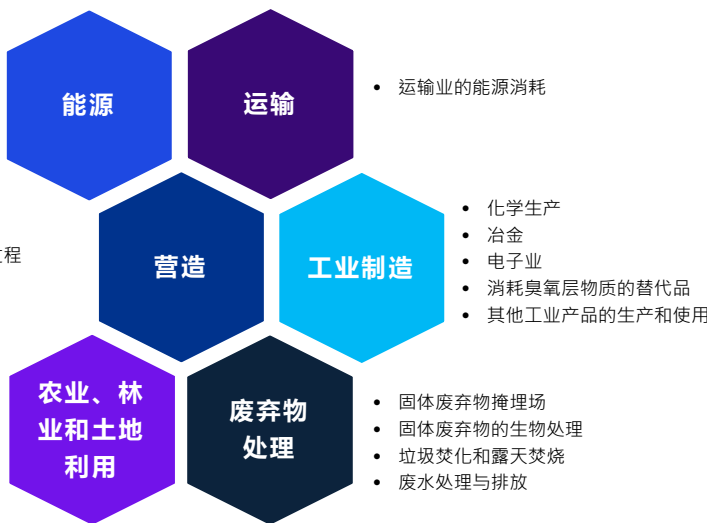 能源
运输
• 运输业的能源消耗
程
营造
工业制造
• 化学生产
• 冶金
• 电子业
• 消耗臭氧层物质的替代品
• 其他工业产品的生产和使用
农业、林
业和土地
利用
废弃物
处理
• 固体废弃物掩埋场
• 固体废弃物的生物处理
• 垃圾焚化和露天焚烧
• 废水处理与排放